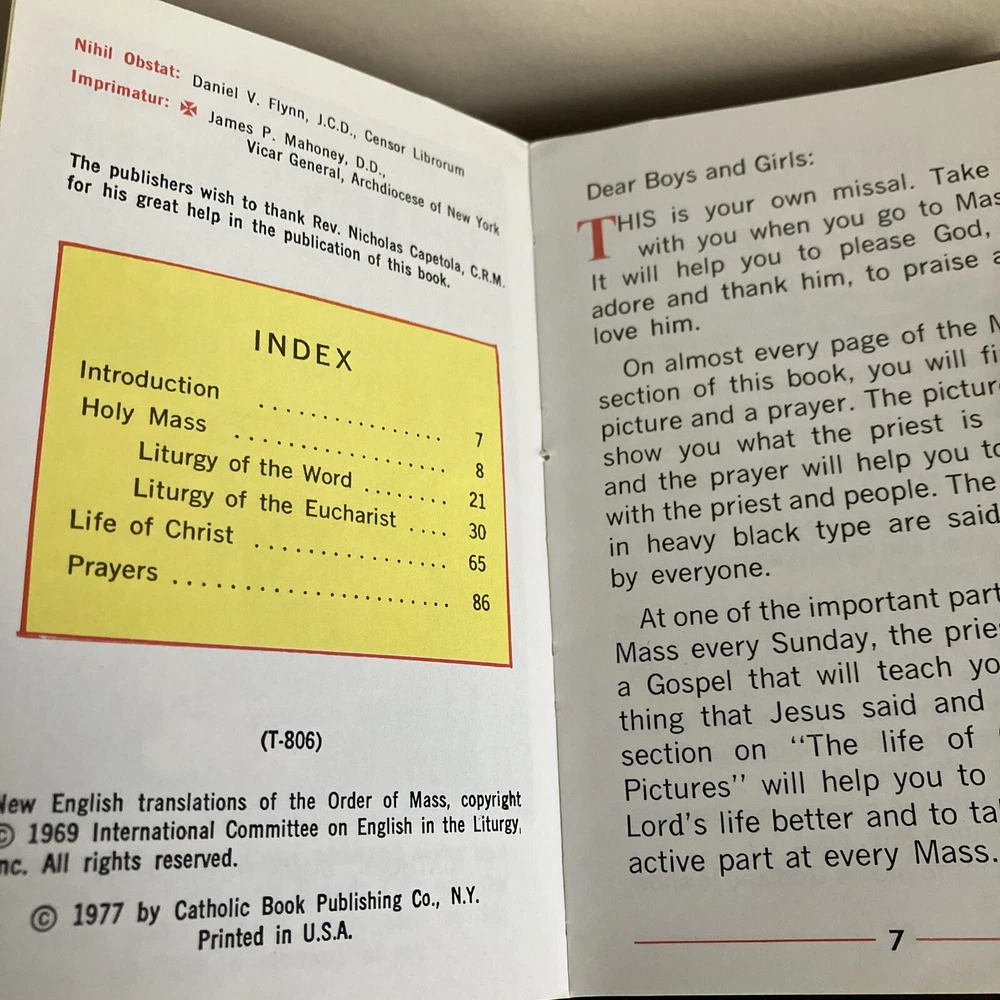 Nihil Obstat: Daniel V. Flynn, J.C.D., Censor Librorum
Imprimatur: ✠ James P. Mahoney, D.D.,
Vicar General, Archdiocese of New York
The publishers wish to thank Rev. Nicholas Capetola, C.R.M.
for his great help in the publication of this book.
INDEX
Introduction ............. 7
Holy Mass ................ 8
Liturgy of the Word ........ 21
Liturgy of the Eucharist .... 30
Life of Christ ............... 65
Prayers ...................... 86
(T-806)
New English translations of the Order of Mass, copyright
© 1969 International Committee on English in the Liturgy,
nc. All rights reserved.
© 1977 by Catholic Book Publishing Co., N.Y.
Printed in U.S.A.
Dear Boys and Girls:
THIS is your own missal. Take
with you when you go to Mas
It will help you to please God,
adore and thank him, to praise a
love him.
On almost every page of the M
section of this book, you will fi
picture and a prayer. The pictur
show you what the priest is
and the prayer will help you to
with the priest and people. The
in heavy black type are said
by everyone.
At one of the important part
Mass every Sunday, the prie
a Gospel that will teach yo
thing that Jesus said and
section on "The life of
Pictures" will help you to
Lord's life better and to ta
active part at every Mass.
7